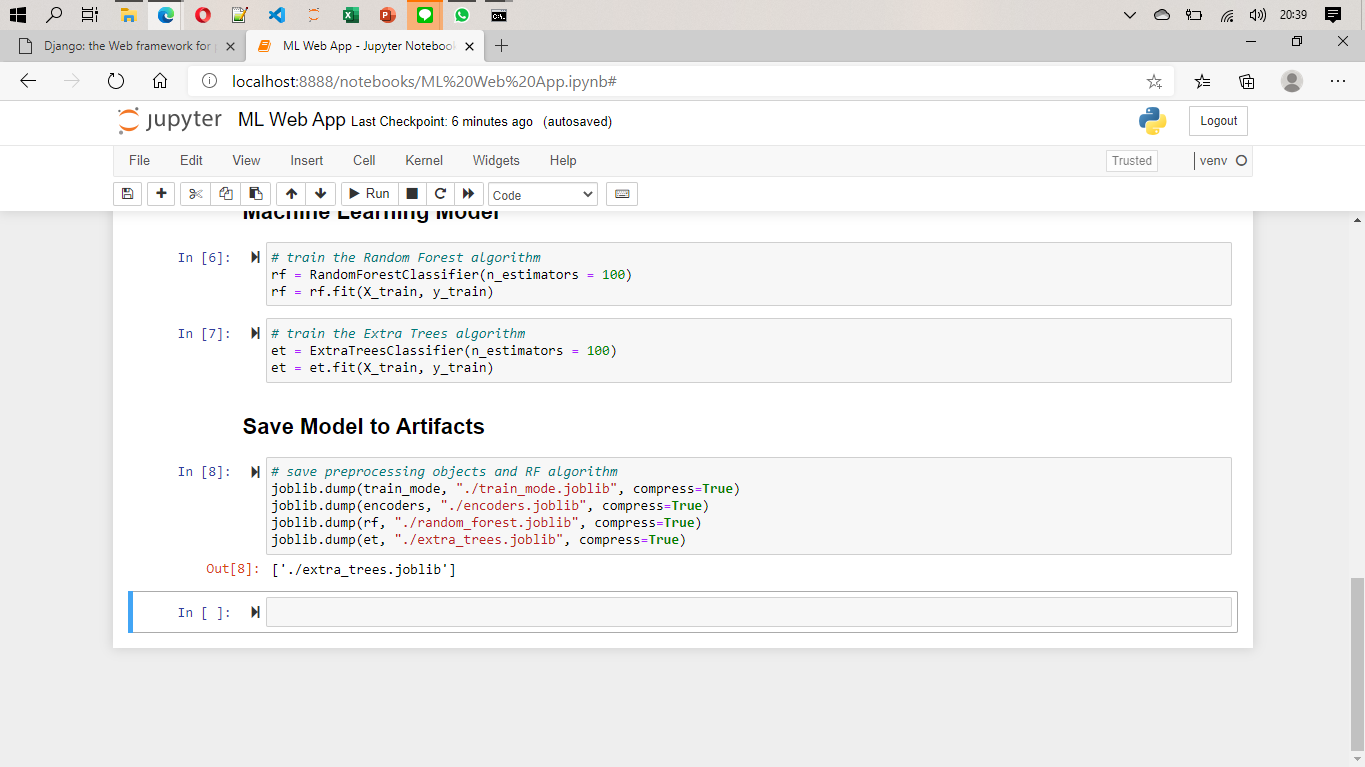 20:39
Django: the Web framework for
ML Web App - Jupyter Notebook
localhost:8888/notebooks/ML%20Web%20App.ipynb#
jupyter ML Web App Last Checkpoint: 6 minutes ago (autosaved)
Logout
File Edit View Insert Cell Kernel Widgets Help
Trusted
venv
Run
Code
Machine Learning Model
In [6]:
# train the Random Forest algorithm
rf = RandomForestClassifier(n_estimators = 100)
rf = rf.fit(X_train, y_train)
In [7]:
# train the Extra Trees algorithm
et = ExtraTreesClassifier(n_estimators = 100)
et = et.fit(X_train, y_train)
Save Model to Artifacts
In [8]:
# save preprocessing objects and RF algorithm
joblib.dump(train_mode, "./train_mode.joblib", compress=True)
joblib.dump(encoders, "./encoders.joblib", compress=True)
joblib.dump(rf, "./random_forest.joblib", compress=True)
joblib.dump(et, "./extra_trees.joblib", compress=True)
Out[8]: ['./extra_trees.joblib']
In [ ]: